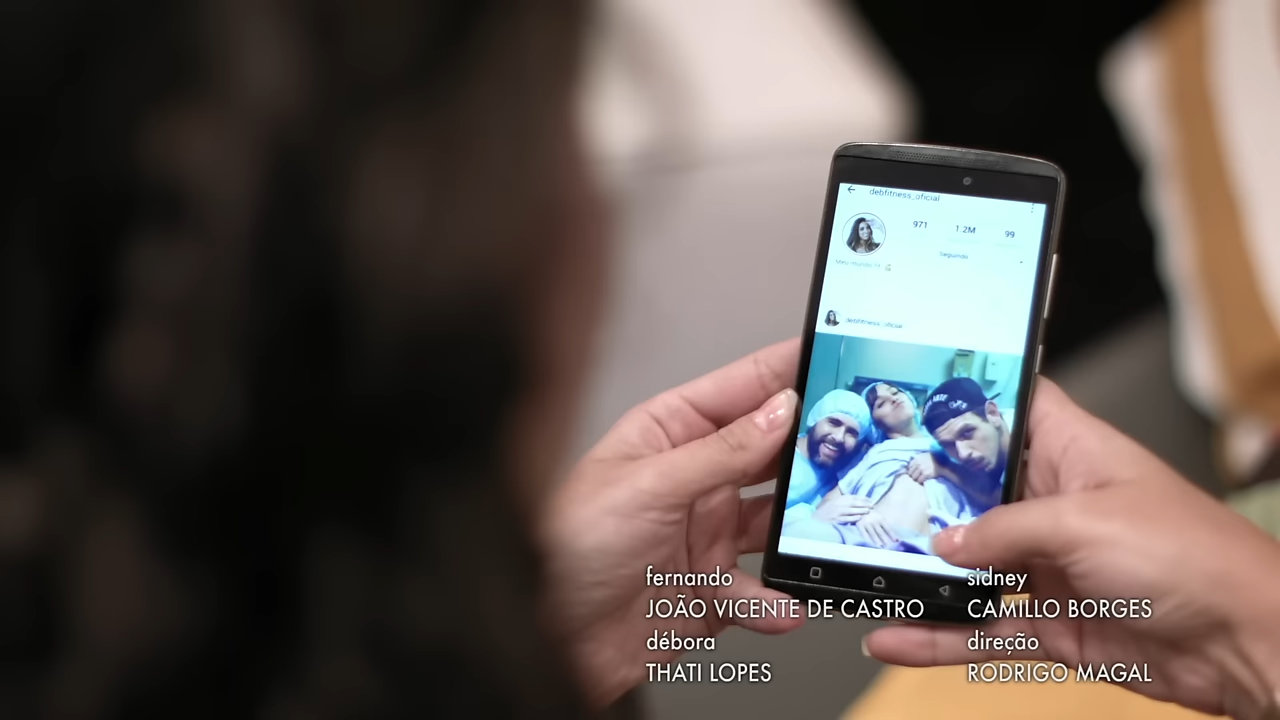 debfitness_oficial
971
1.2M
99
Seguindo
debfitness_oficial
fernando
JOÃO VICENTE DE CASTRO
débora
THATI LOPES
sidney
CAMILLO BORGES
direção
RODRIGO MAGAL